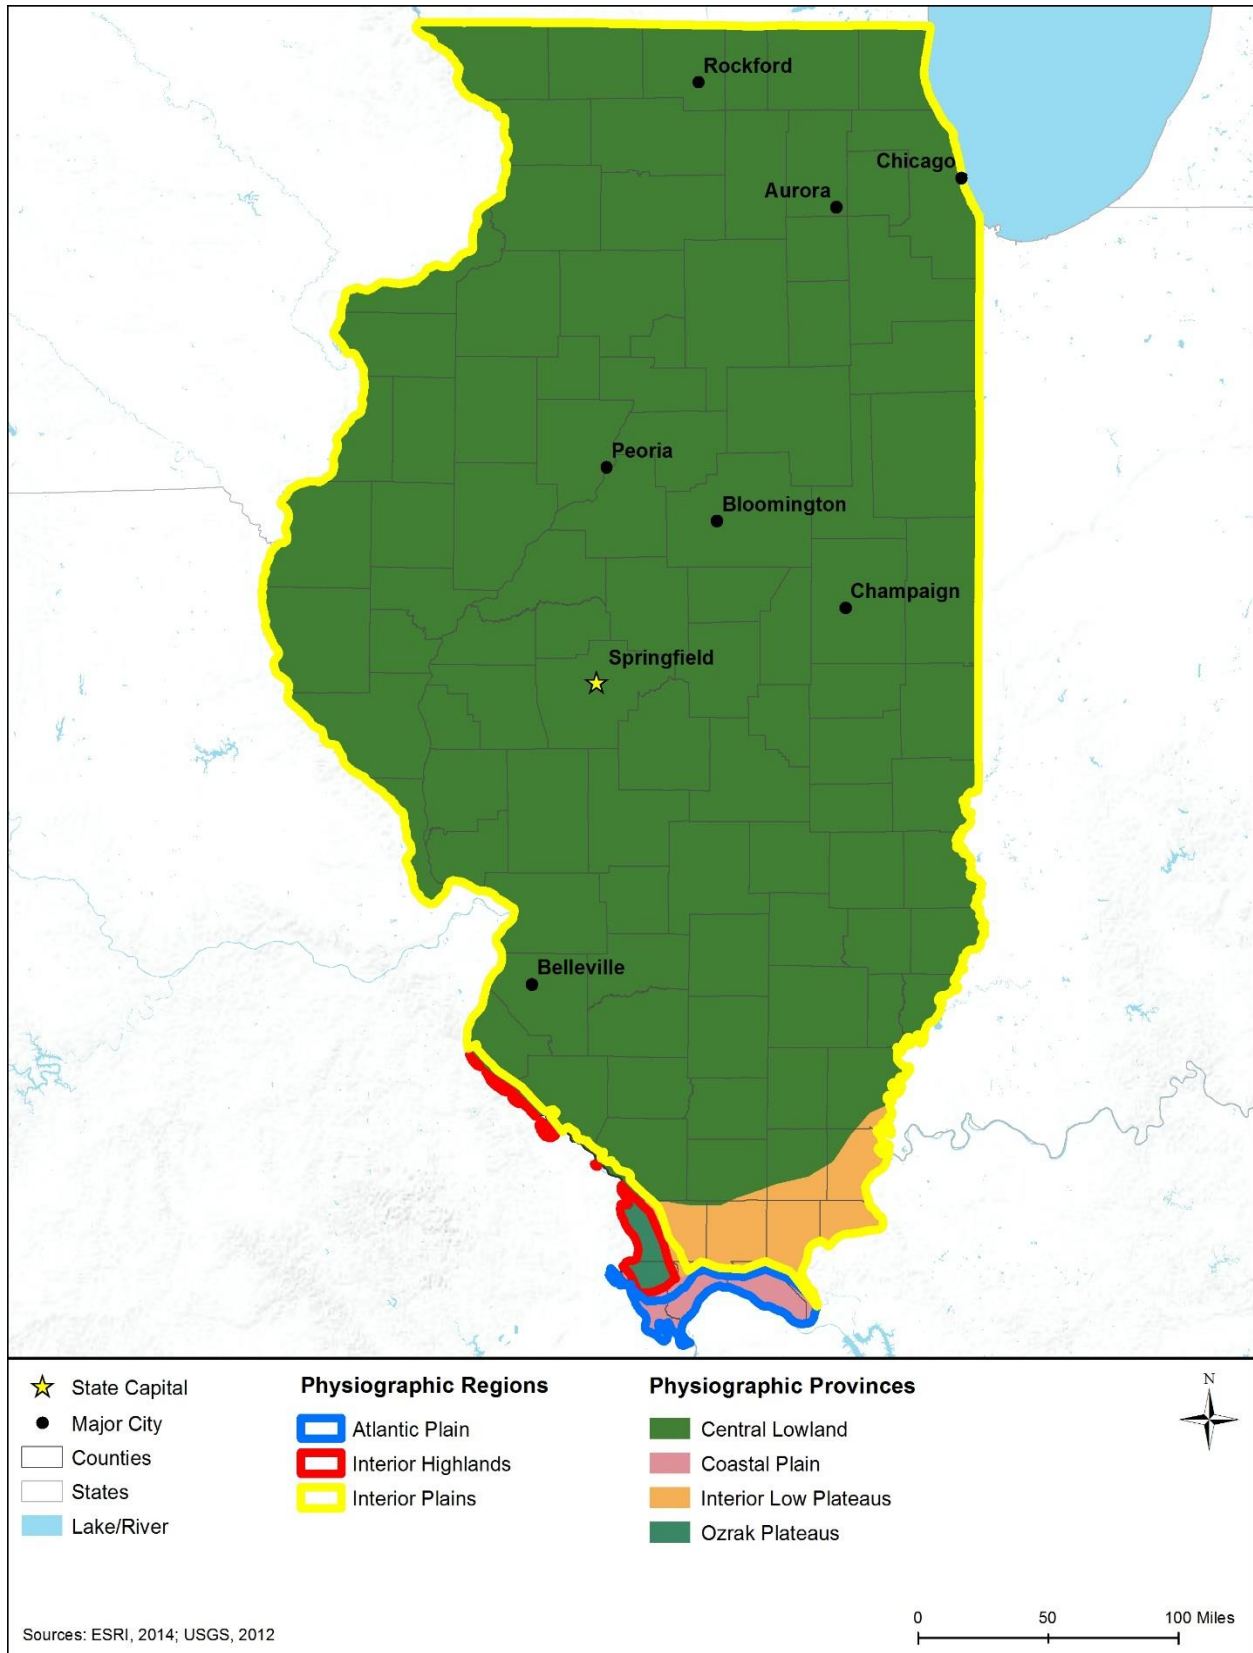 Rockford
Chicago
Aurora
Peoria
Bloomington
Champaign
Springfield
Belleville
State Capital
Major City
Counties
States
Lake/River
Physiographic Regions
Atlantic Plain
Interior Highlands
Interior Plains
Physiographic Provinces
Central Lowland
Coastal Plain
Interior Low Plateaus
Ozrak Plateaus
N
0 50 100 Miles
Sources: ESRI, 2014; USGS, 2012